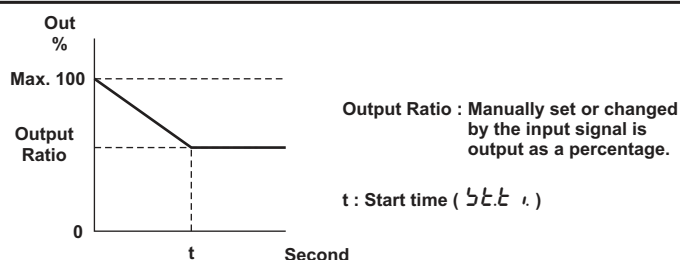 Out
%
Max. 100
Output
Ratio
0
t
Second
Output Ratio : Manually set or changed
by the input signal is
output as a percentage.
t : Start time ( St.t i. )